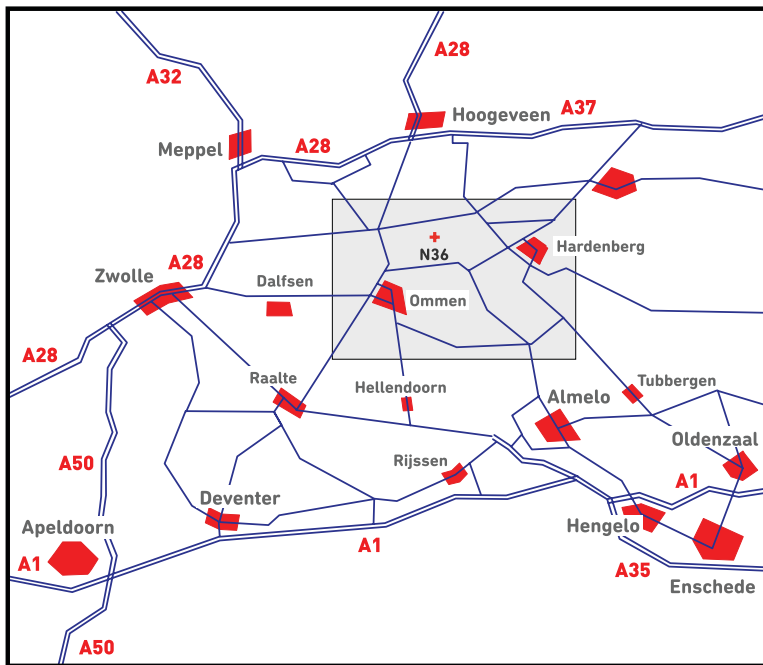 A28
A32
Hoogeveen
A37
Meppel
A28
Hardenberg
N36
Zwolle
A28
Dalfsen
Ommen
A28
Raalte
Hellendoorn
Tubbergen
Almelo
Oldenzaal
A50
Rijssen
A1
Deventer
Apeldoorn
Hengelo
A1
A1
A35
Enschede
A50